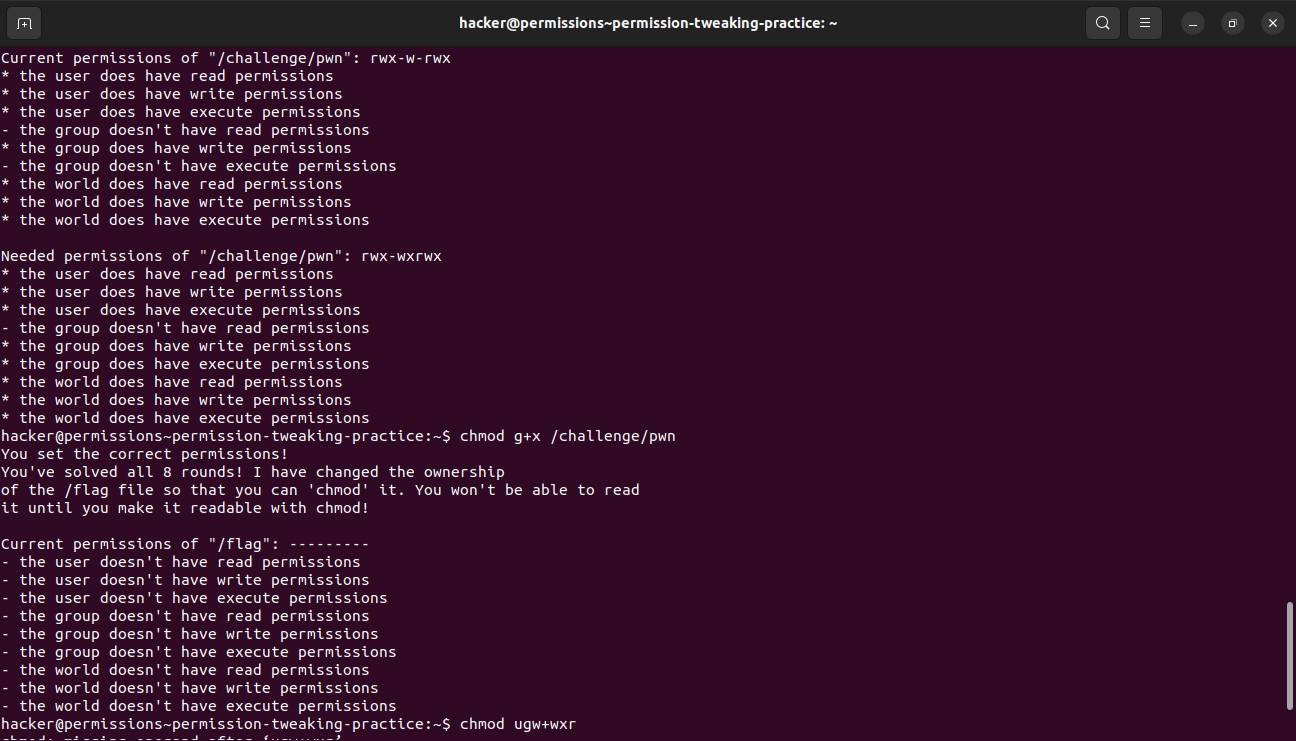 hacker@permissions~permission-tweaking-practice: ~
Current permissions of "/challenge/pwn": rwx-w-rwx
* the user does have read permissions
* the user does have write permissions
* the user does have execute permissions
- the group doesn't have read permissions
* the group does have write permissions
- the group doesn't have execute permissions
* the world does have read permissions
* the world does have write permissions
* the world does have execute permissions
Needed permissions of "/challenge/pwn": rwx-wxrwx
* the user does have read permissions
* the user does have write permissions
* the user does have execute permissions
- the group doesn't have read permissions
* the group does have write permissions
* the group does have execute permissions
* the world does have read permissions
* the world does have write permissions
* the world does have execute permissions
hacker@permissions~permission-tweaking-practice:~$ chmod g+x /challenge/pwn
You set the correct permissions!
You've solved all 8 rounds! I have changed the ownership
of the /flag file so that you can 'chmod' it. You won't be able to read
it until you make it readable with chmod!
Current permissions of "/flag": ---------
- the user doesn't have read permissions
- the user doesn't have write permissions
- the user doesn't have execute permissions
- the group doesn't have read permissions
- the group doesn't have write permissions
- the group doesn't have execute permissions
- the world doesn't have read permissions
- the world doesn't have write permissions
- the world doesn't have execute permissions
hacker@permissions~permission-tweaking-practice:~$ chmod ugw+wxr
chmod: missing operand after ‘ugw+wxr’